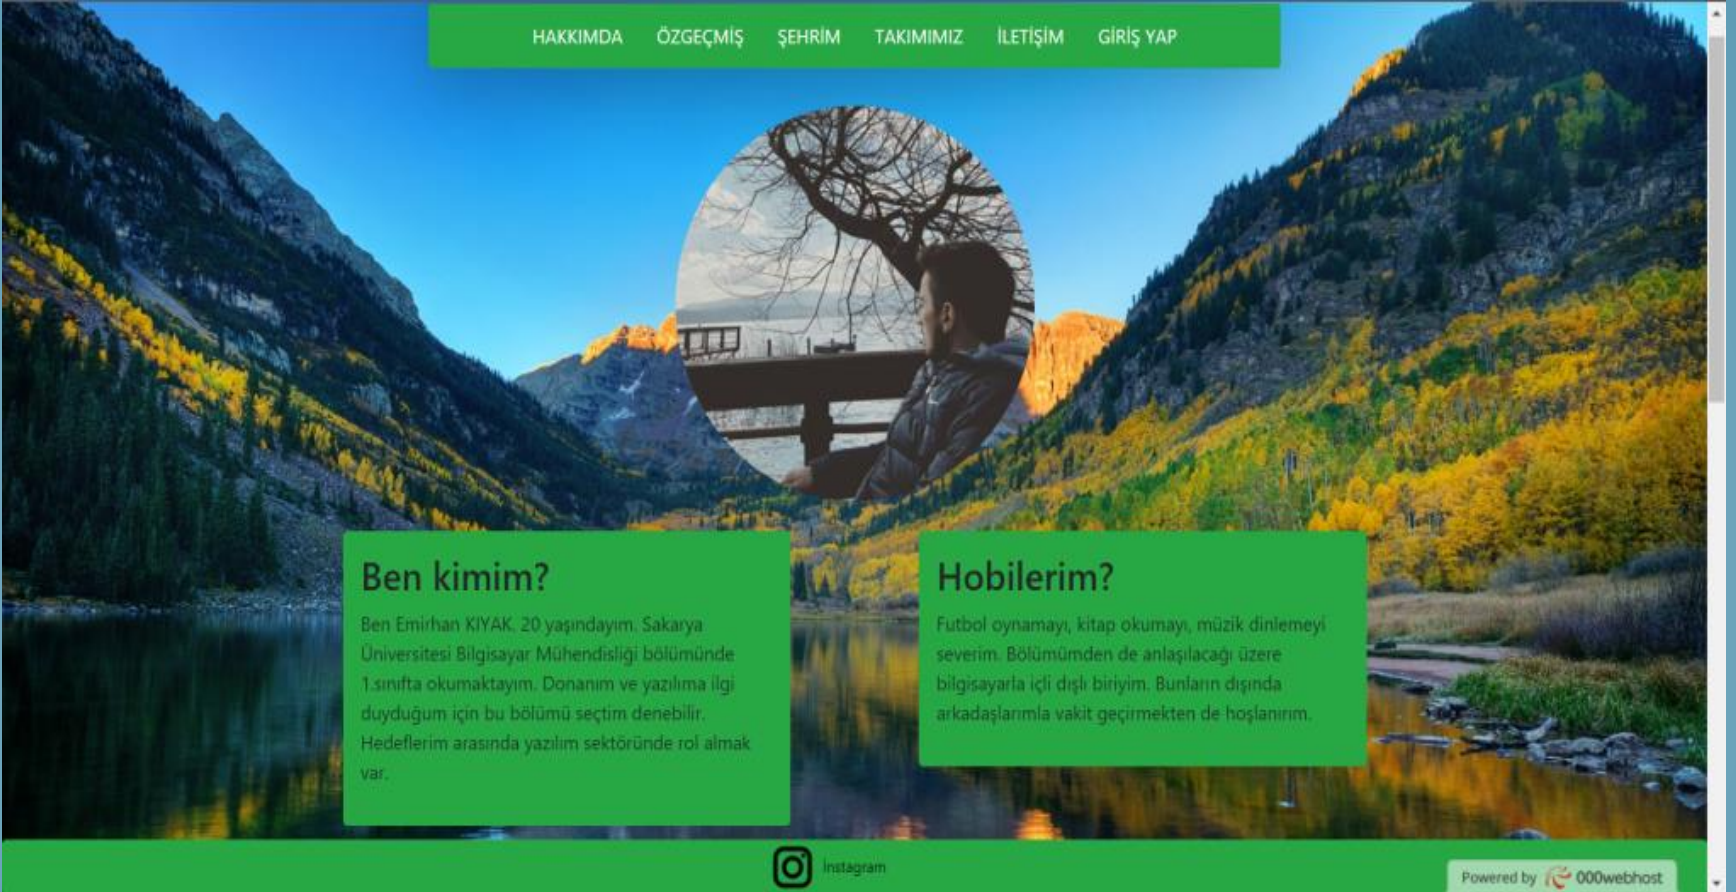 HAKKIMDA ÖZGEÇMİŞ ŞEHRİM TAKIMIMIZ İLETİŞİM GİRİŞ YAP
Ben kimim?
Ben Emirhan KIYAK. 20 yaşındayım. Sakarya
Üniversitesi Bilgisayar Mühendisliği bölümünde
1.sınıfta okumaktayım. Donanım ve yazılıma ilgi
duyduğum için bu bölümü seçtim denebilir.
Hedeflerim arasında yazılım sektöründe rol almak
var.
Hobilerim?
Futbol oynamayı, kitap okumayı, müzik dinlemeyi
severim. Bölümümden de anlaşılacağı üzere
bilgisayarla içli dışlı biriyim. Bunların dışında
arkadaşlarımla vakit geçirmekten de hoşlanırım.
İnstagram
Powered by 000webhost